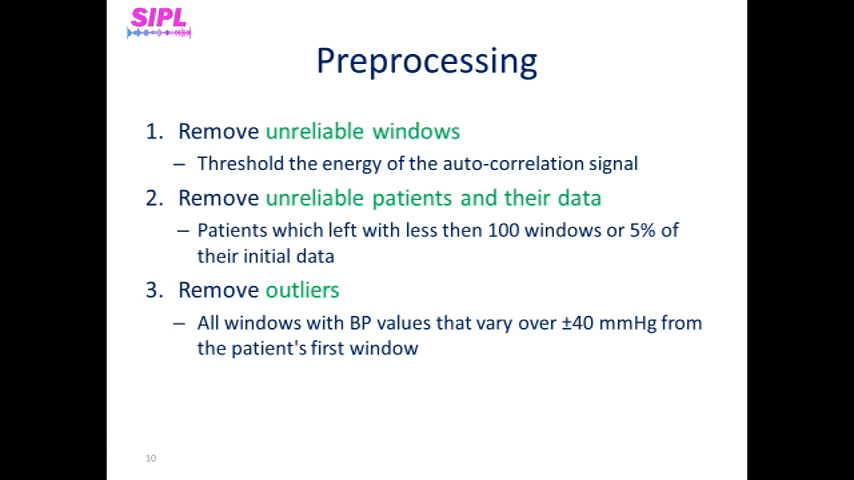 SIPL
Preprocessing
1. Remove unreliable windows
– Threshold the energy of the auto-correlation signal
2. Remove unreliable patients and their data
– Patients which left with less then 100 windows or 5% of
their initial data
3. Remove outliers
– All windows with BP values that vary over ±40 mmHg from
the patient's first window
10